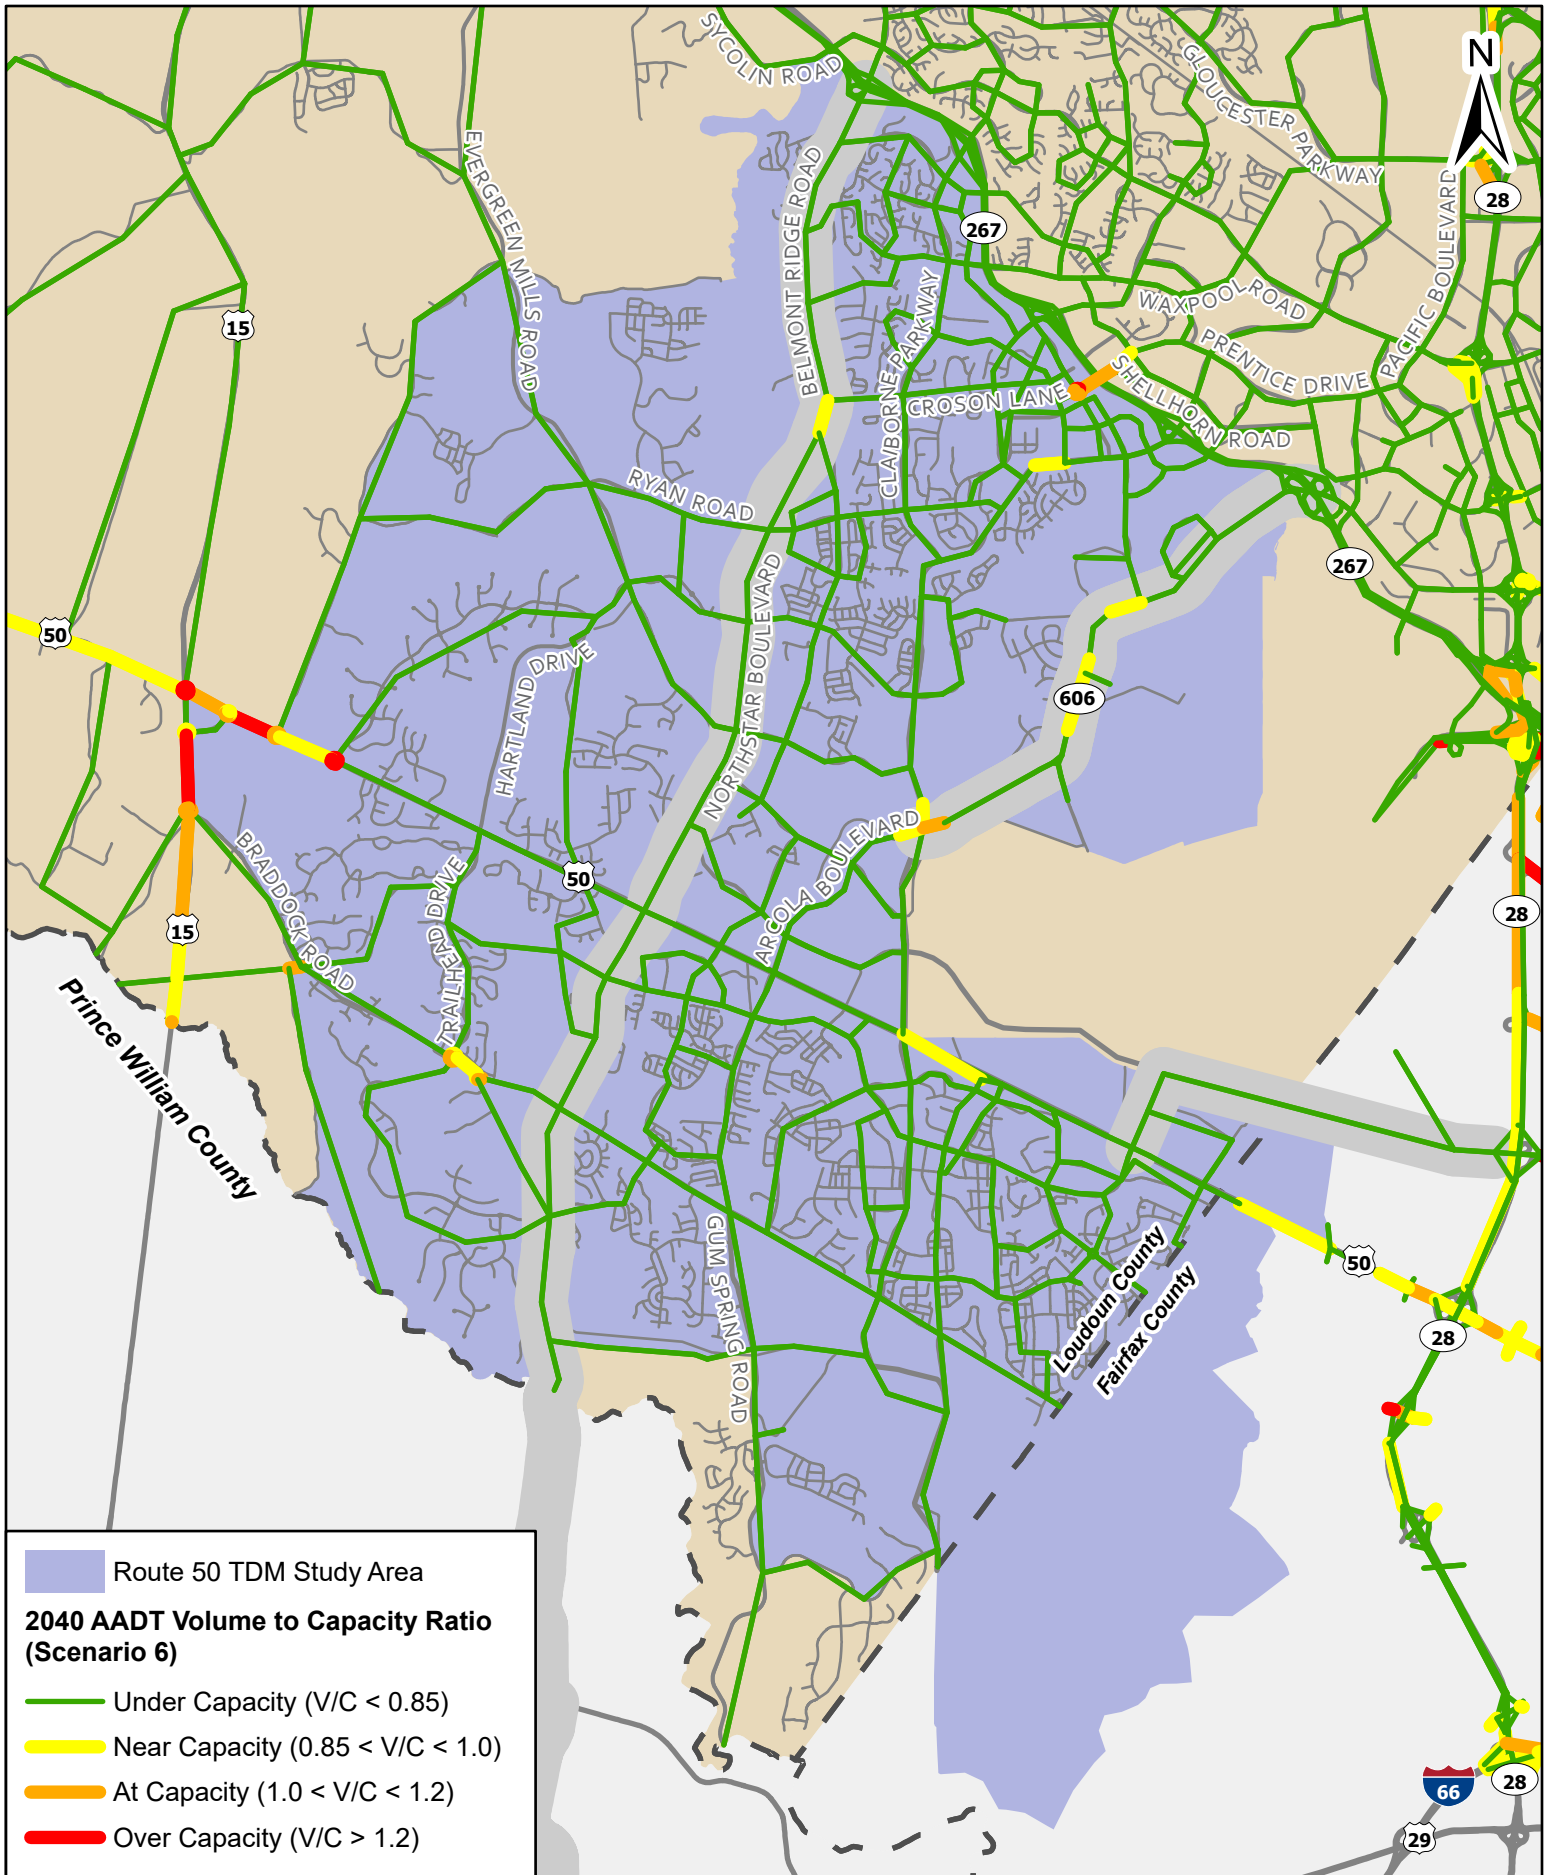 SYCOLIN ROAD
GLOUCESTER PARKWAY
N
28
EVERGREEN MILLS ROAD
BELMONT RIDGE ROAD
267
PACIFIC BOULEVARD
15
CLAIBORNE PARKWAY
WAXPOOL ROAD
PRENTICE DRIVE
SHELLHORN ROAD
CROSON LANE
RYAN ROAD
267
50
HARTLAND DRIVE
NORTHSTAR BOULEVARD
606
BRADDOCK ROAD
50
ARCOLA BOULEVARD
28
15
TRAILHEAD DRIVE
Prince William County
GUM SPRING ROAD
Loudoun County
Fairfax County
50
28
Route 50 TDM Study Area
2040 AADT Volume to Capacity Ratio
(Scenario 6)
Under Capacity (V/C < 0.85)
Near Capacity (0.85 < V/C < 1.0)
At Capacity (1.0 < V/C < 1.2)
Over Capacity (V/C > 1.2)
66
28
29